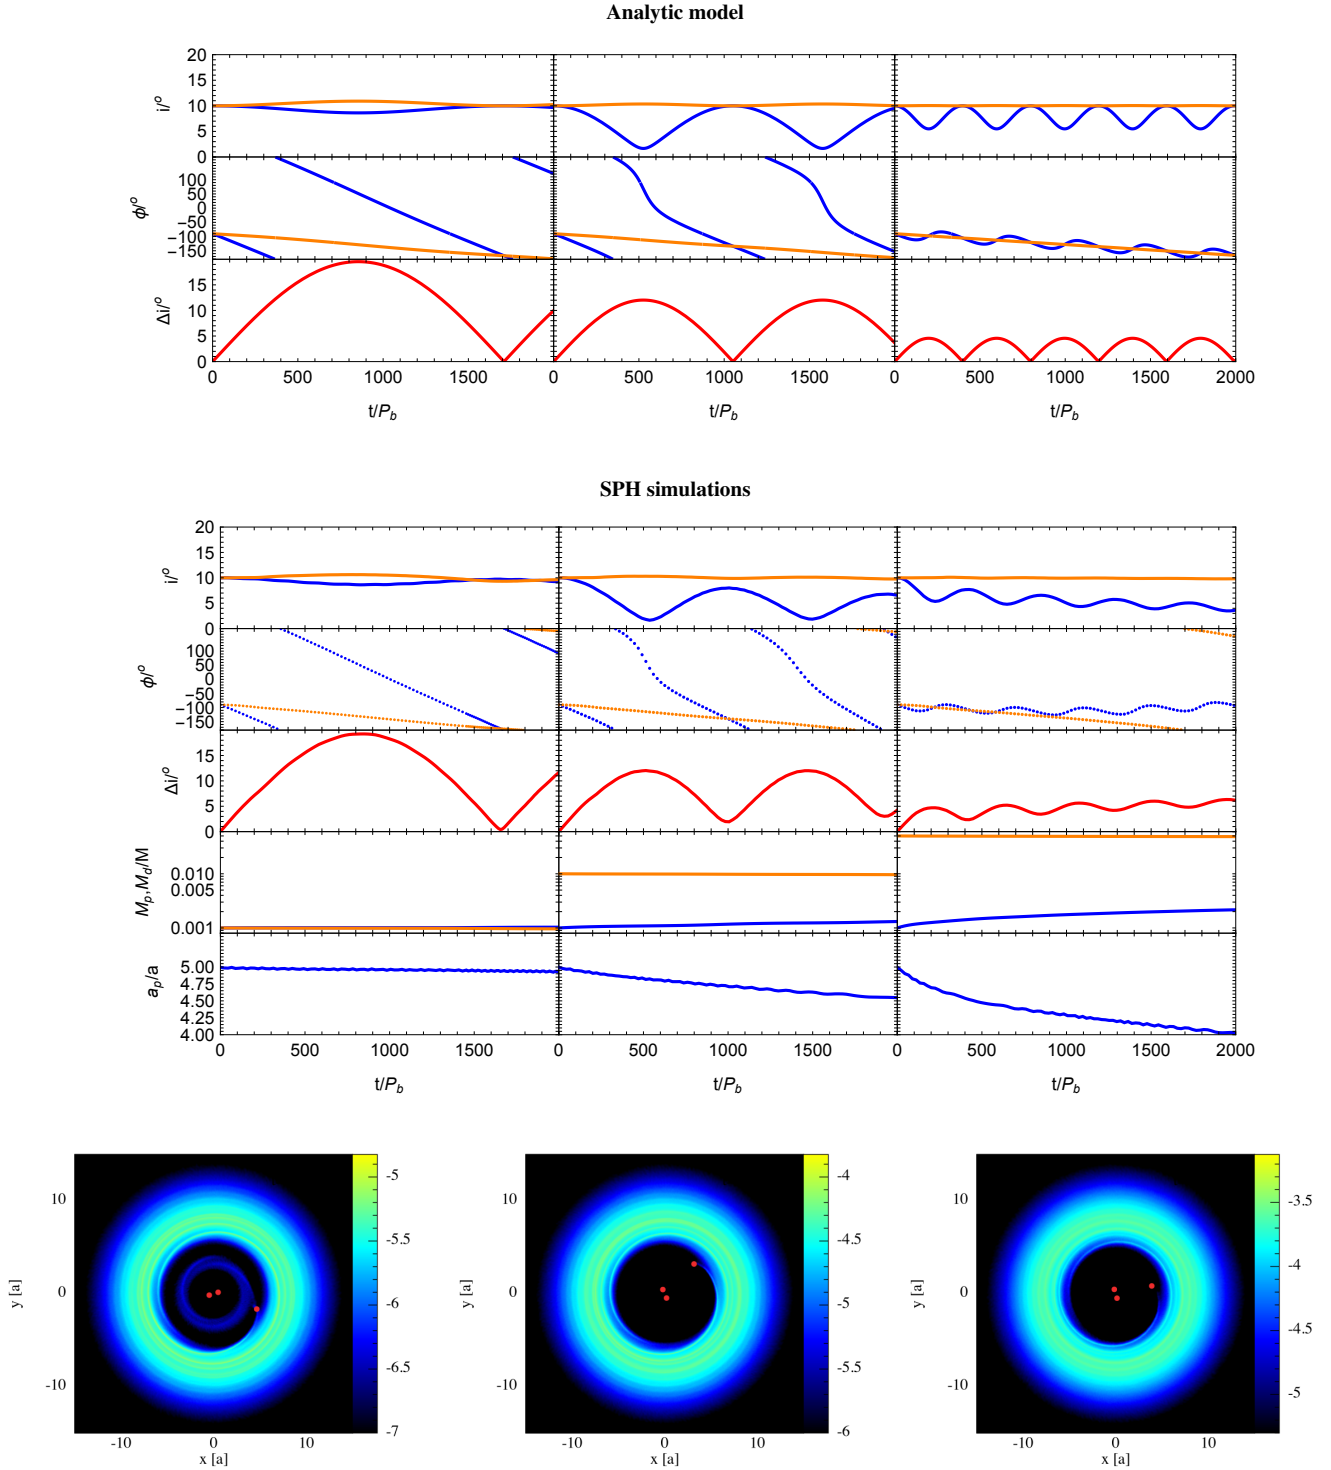 Analytic model
20
15
10
5
0
i/°
100
50
0
−50
−100
−150
ϕ/°
15
10
5
0
Δi/°
0 500 1000 1500 0 500 1000 1500 0 500 1000 1500 2000
t/P_b t/P_b t/P_b
SPH simulations
20
15
10
5
0
i/°
100
50
0
−50
−100
−150
ϕ/°
15
10
5
0
Δi/°
0.010
0.005
0.001
M_p, M_d/M
5.00
4.75
4.50
4.25
4.00
a_p/a
0 500 1000 1500 0 500 1000 1500 0 500 1000 1500 2000
t/P_b t/P_b t/P_b
10
0
-10
y [a]
-10 0 10
x [a]
-5
-5.5
-6
-6.5
-7
10
0
-10
y [a]
-10 0 10
x [a]
-4
-4.5
-5
-5.5
-6
10
0
-10
y [a]
-10 0 10
x [a]
-3.5
-4
-4.5
-5